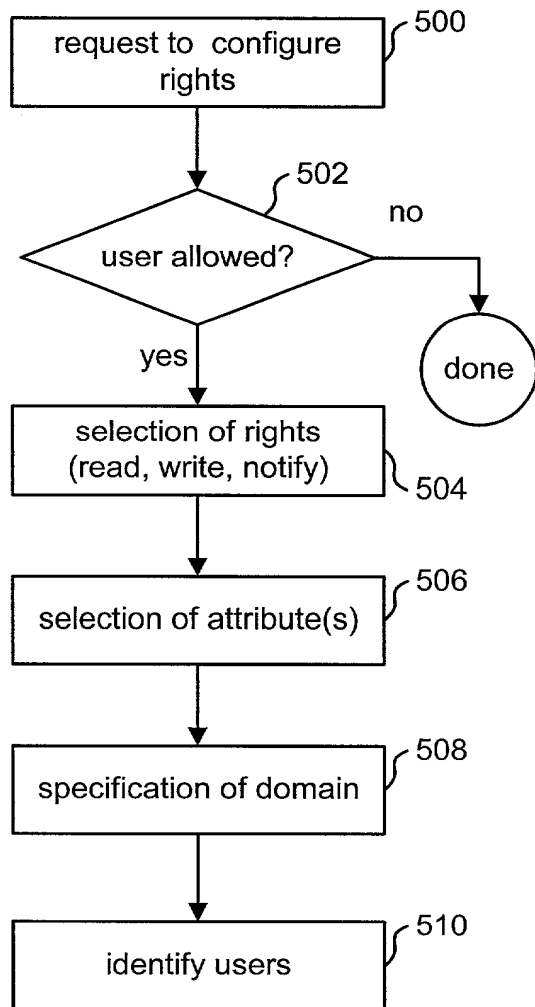 request to configure
rights
500
502
user allowed?
no
yes
done
selection of rights
(read, write, notify)
504
506
selection of attribute(s)
508
specification of domain
510
identify users